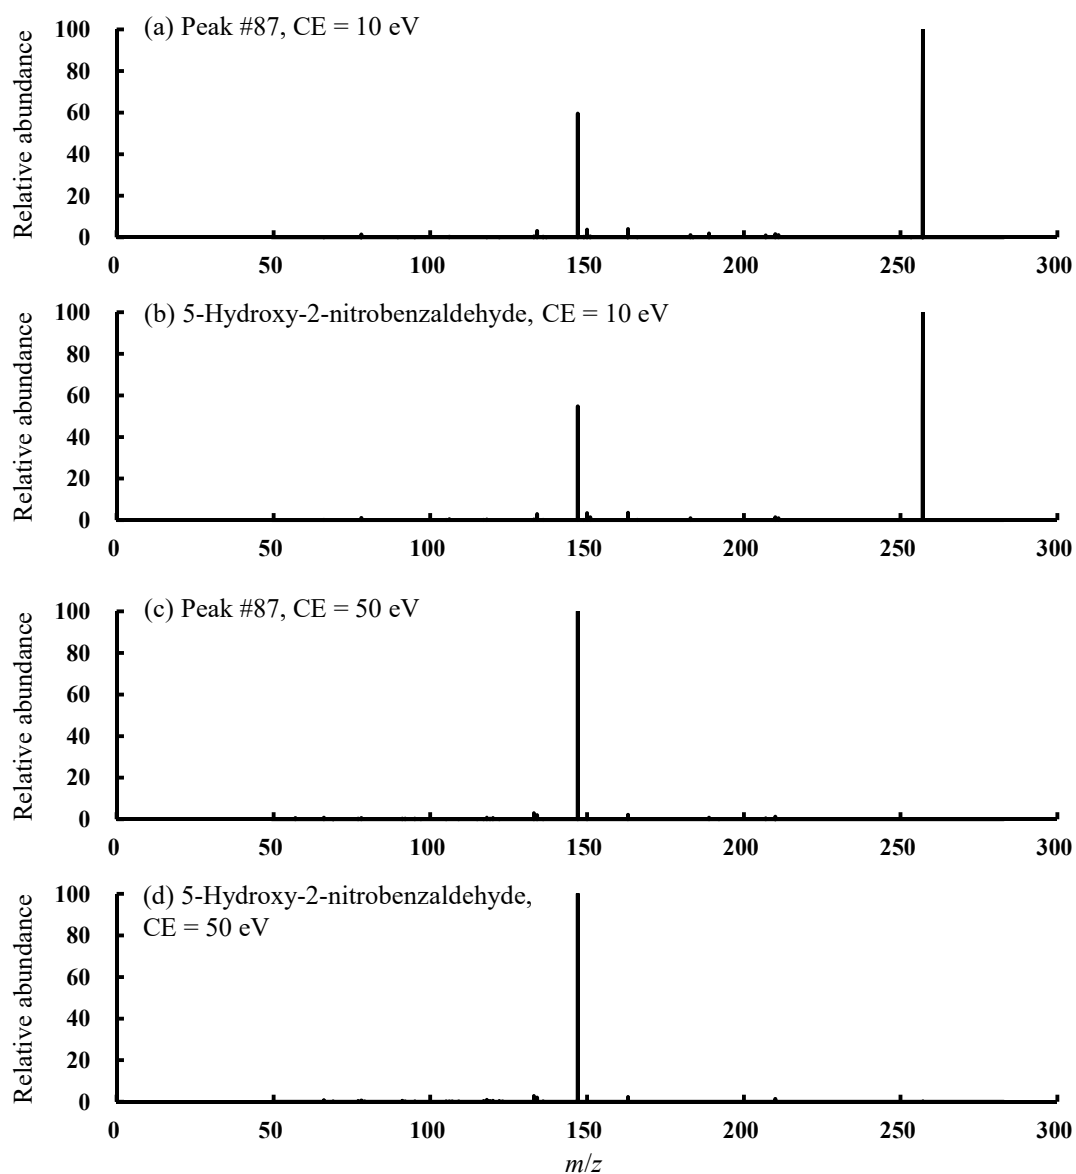 (a) Peak #87, CE = 10 eV
Relative abundance
100
80
60
40
20
0
0 50 100 150 200 250 300
(b) 5-Hydroxy-2-nitrobenzaldehyde, CE = 10 eV
Relative abundance
100
80
60
40
20
0
0 50 100 150 200 250 300
(c) Peak #87, CE = 50 eV
Relative abundance
100
80
60
40
20
0
0 50 100 150 200 250 300
(d) 5-Hydroxy-2-nitrobenzaldehyde,
CE = 50 eV
Relative abundance
100
80
60
40
20
0
0 50 100 150 200 250 300
m/z